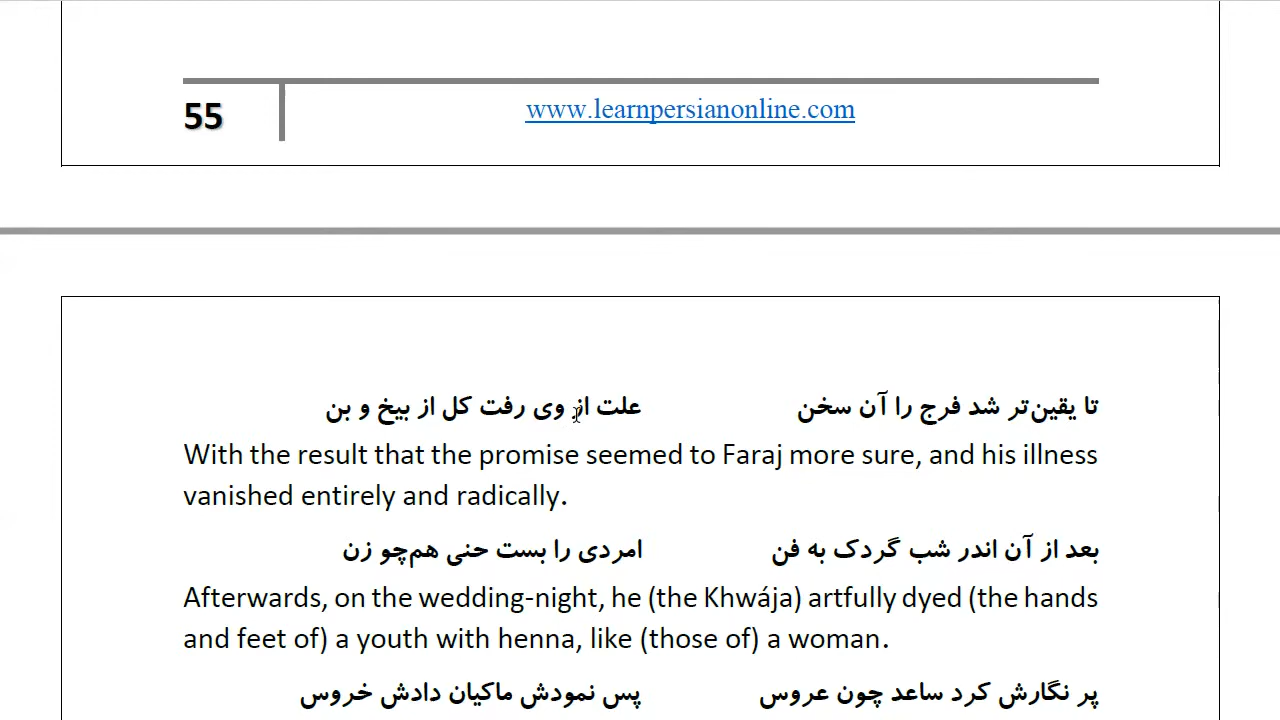 55
www.learnpersianonline.com
تا یقین‌تر شد فرج را آن سخن علت از وی رفت کل از بیخ و بن
With the result that the promise seemed to Faraj more sure, and his illness
vanished entirely and radically.
بعد از آن اندر شب گردک به فن امردی را بست حنی هم‌چو زن
Afterwards, on the wedding-night, he (the Khwája) artfully dyed (the hands
and feet of) a youth with henna, like (those of) a woman.
پر نگارش کرد ساعد چون عروس پس نمودش ماکیان دادش خروس